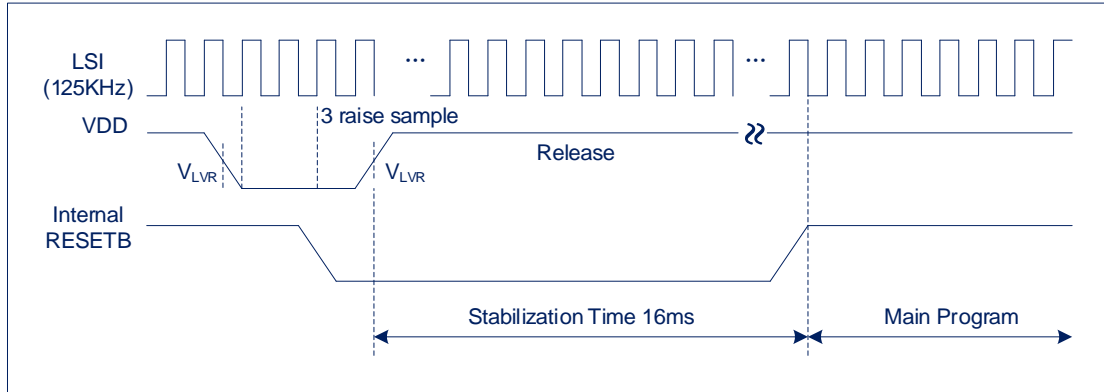 LSI
(125KHz)
...
...
3 raise sample
VDD
VLVR
VLVR
Release
Internal
RESETB
Stabilization Time 16ms
Main Program